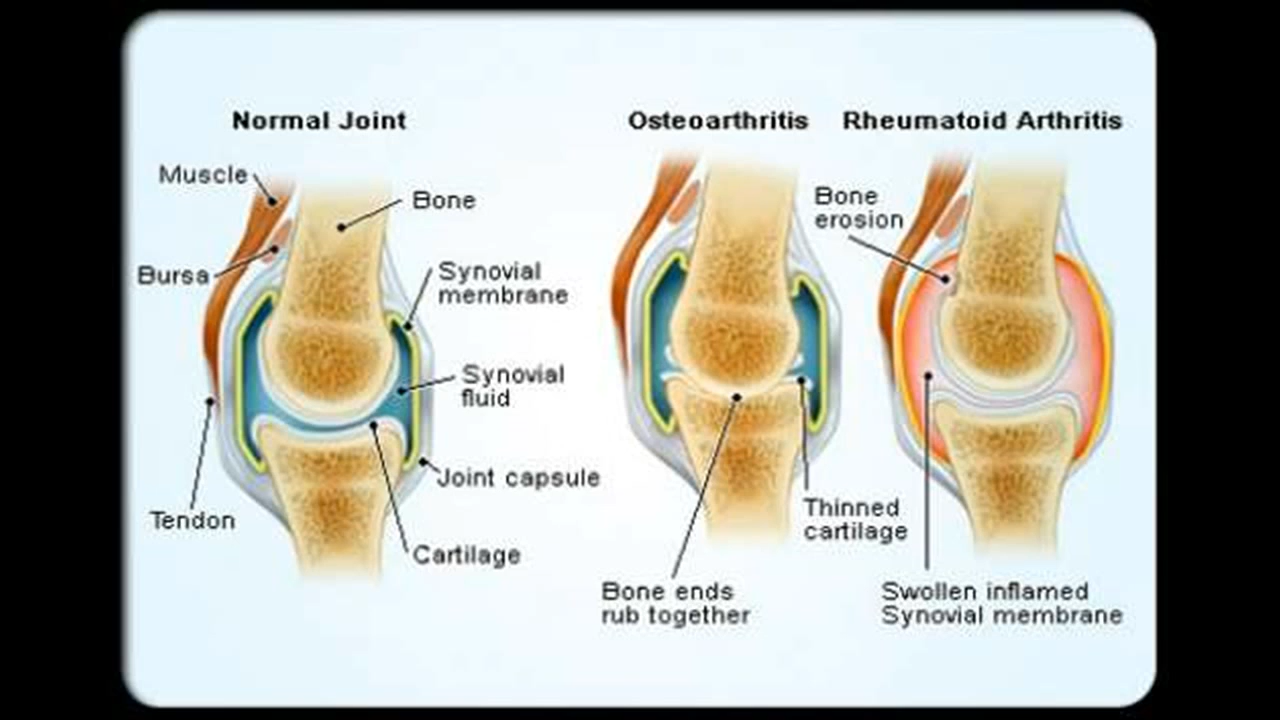 Normal Joint
Muscle
Bone
Bursa
Synovial
membrane
Synovial
fluid
Joint capsule
Tendon
Cartilage
Osteoarthritis
Thinned
cartilage
Bone ends
rub together
Rheumatoid Arthritis
Bone
erosion
Swollen inflamed
Synovial membrane